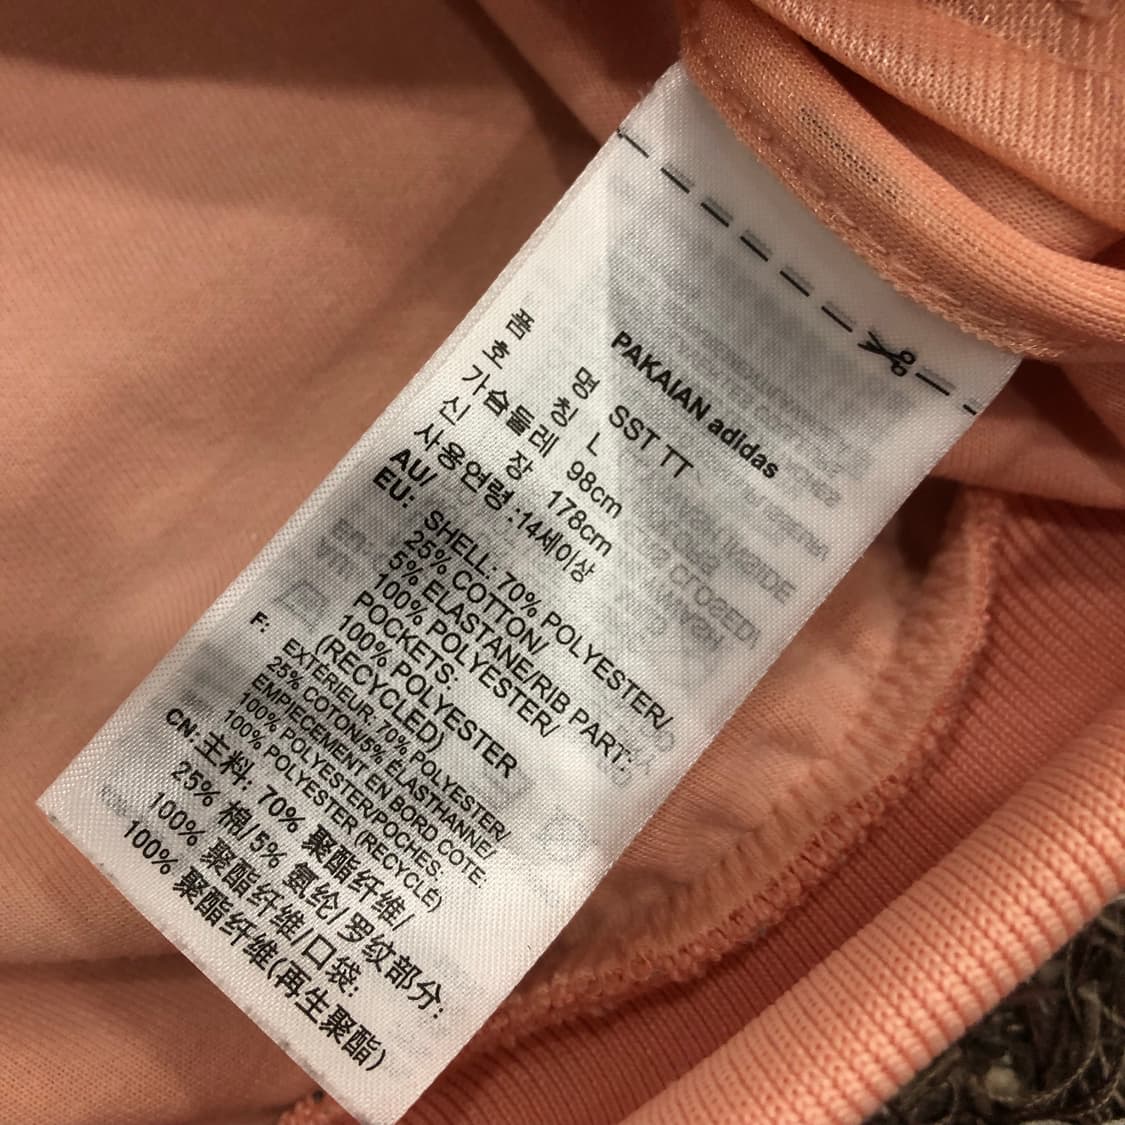 PAKAIAN adidas
품 명 SST TT
호 칭 L
가슴둘레 98cm
신 장 178cm
사용연령 :14세이상
AU/
EU: SHELL: 70% POLYESTER/
25% COTTON/
5% ELASTANE/RIB PART:
100% POLYESTER/
POCKETS:
100% POLYESTER
(RECYCLED)
F: EXTÉRIEUR: 70% POLYESTER/
25% COTON/5% ÉLASTHANNE/
EMPIECEMENT EN BORD COTE:
100% POLYESTER/POCHES:
100% POLYESTER (RECYCLÉ)
CN: 主料: 70% 聚酯纤维/
25% 棉/5% 氨纶/罗纹部分:
100% 聚酯纤维/口袋:
100% 聚酯纤维(再生聚酯)